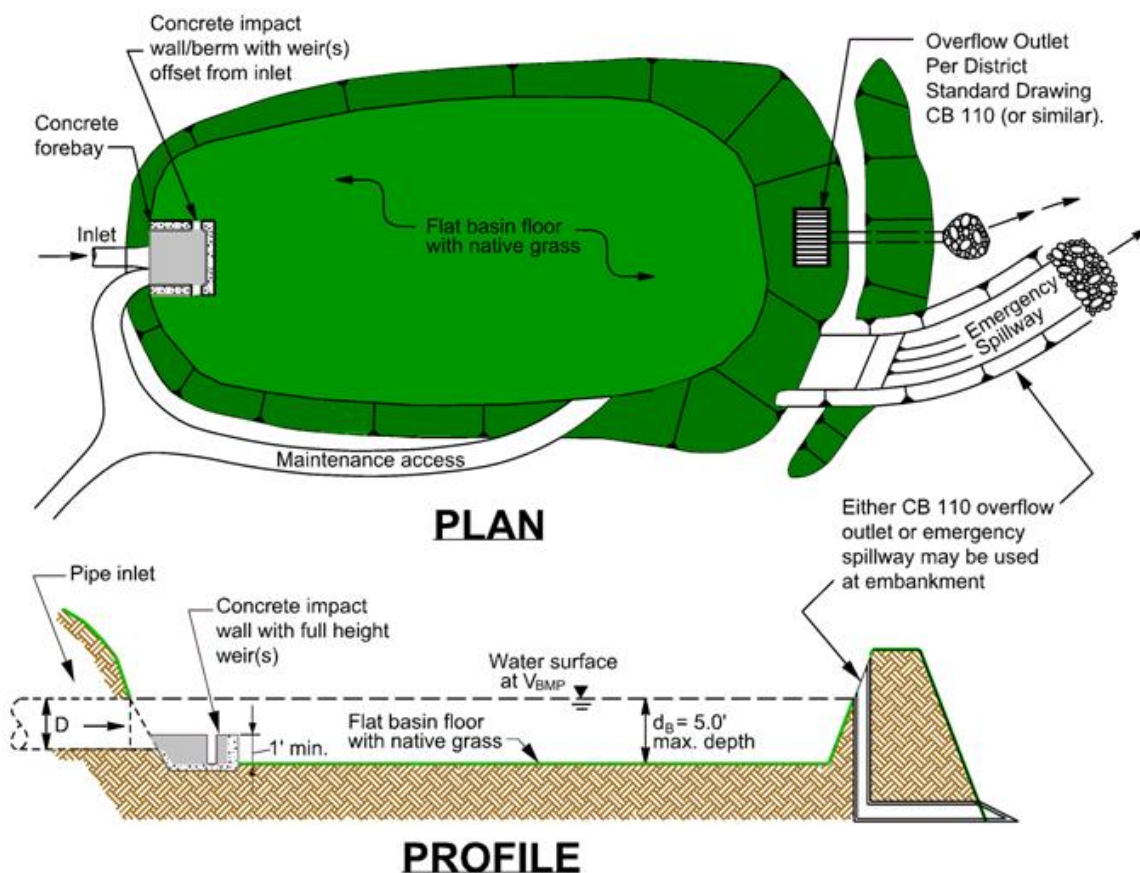 Concrete impact
wall/berm with weir(s)
offset from inlet
Overflow Outlet
Per District
Standard Drawing
CB 110 (or similar).
Concrete
forebay
Inlet
Flat basin floor
with native grass
Emergency
Spillway
Maintenance access
PLAN
Either CB 110 overflow
outlet or emergency
spillway may be used
at embankment
Pipe inlet
Concrete impact
wall with full height
weir(s)
Water surface
at VBMP
D
1' min.
Flat basin floor
with native grass
dB = 5.0'
max. depth
PROFILE